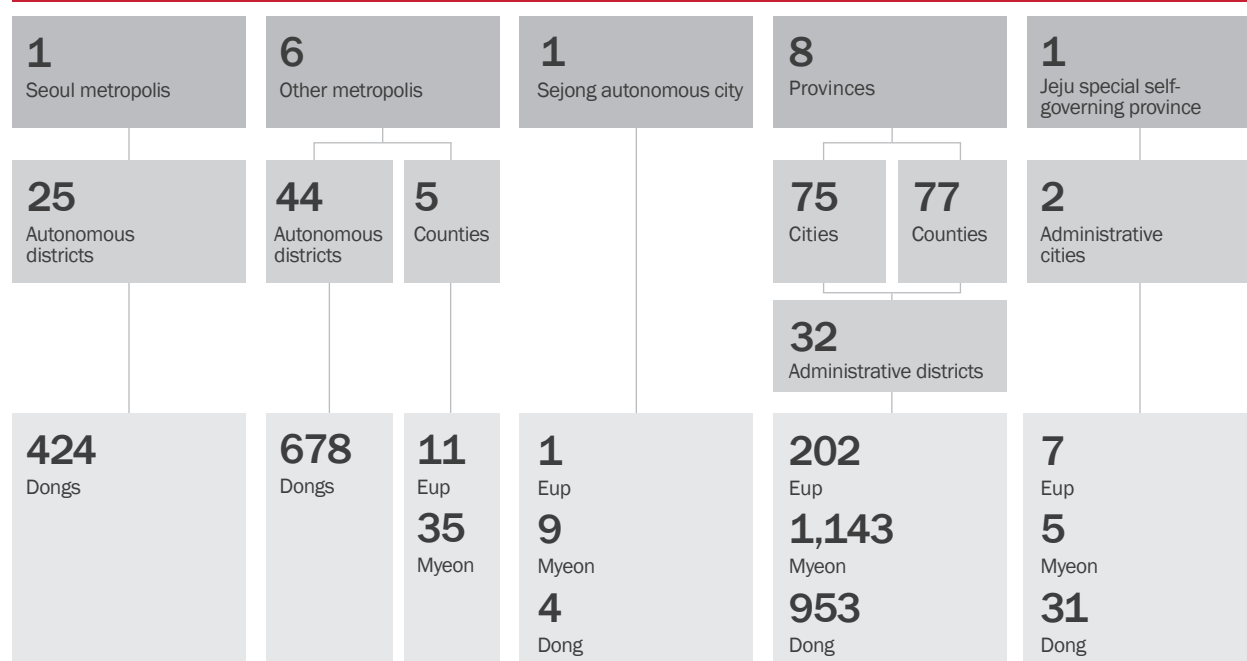 1
Seoul metropolis
6
Other metropolis
1
Sejong autonomous city
8
Provinces
1
Jeju special self-
governing province
25
Autonomous
districts
44
Autonomous
districts
5
Counties
75
Cities
77
Counties
2
Administrative
cities
32
Administrative districts
424
Dongs
678
Dongs
11
Eup
35
Myeon
1
Eup
9
Myeon
4
Dong
202
Eup
1,143
Myeon
953
Dong
7
Eup
5
Myeon
31
Dong